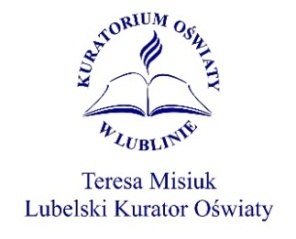 KURATORIUM OŚWIATY
W LUBLINIE
Teresa Misiuk
Lubelski Kurator Oświaty